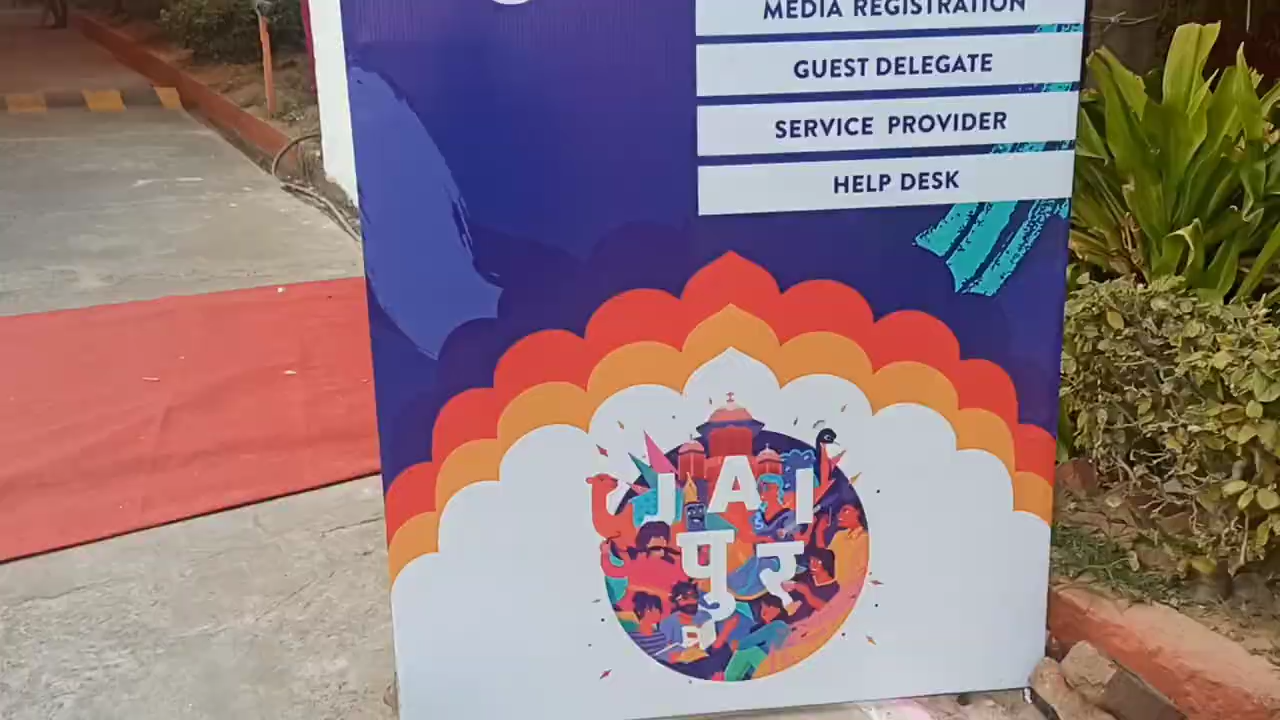 MEDIA REGISTRATION
GUEST DELEGATE
SERVICE PROVIDER
HELP DESK
JAI
पुर